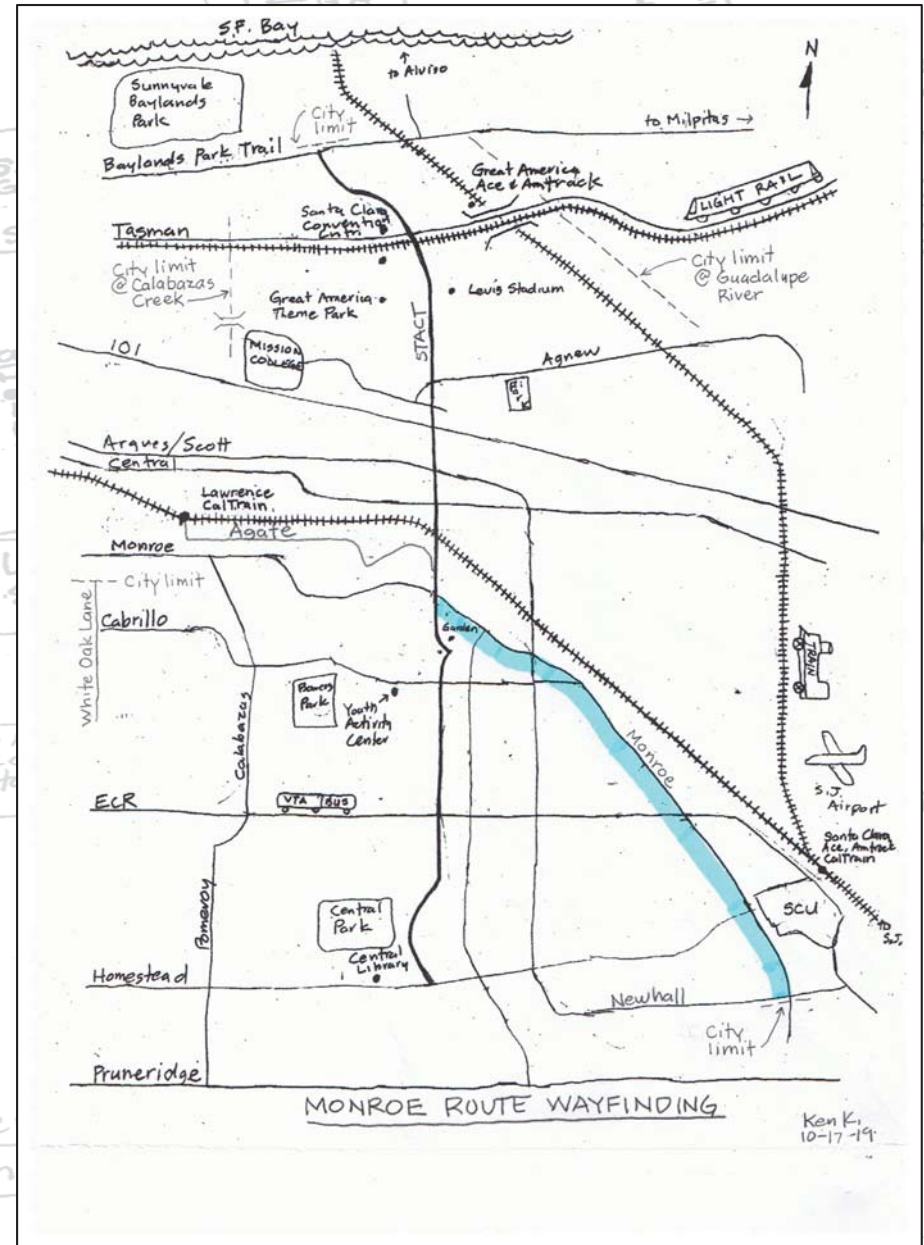 S.F. Bay
to Alviso
N
Sunnyvale
Baylands
Park
City
limit
to Milpitas →
Baylands Park Trail
Great America
Ace & Amtrack
LIGHT RAIL
Santa Clara
Convention
Cntr.
Tasman
City limit
@ Calabazas
Creek
City limit
@ Guadalupe
River
Levis Stadium
Great America
Theme Park
STACT
101
MISSION
COLLEGE
Agnew
Arques/Scott
Central
Lawrence
CalTrain
Agate
Monroe
City limit
White Oak Lane
Cabrillo
Garden
TRAIN
Powers
Park
Youth
Activity
Center
Calabazas
Monroe
S.J.
Airport
ECR
VTA BUS
Santa Clara
Ace, Amtrak
CalTrain
Pomeroy
Central
Park
SCU
to
S.J.
Central
Library
Homestead
Newhall
City
limit
Pruneridge
MONROE ROUTE WAYFINDING
Ken K.
10-17-19